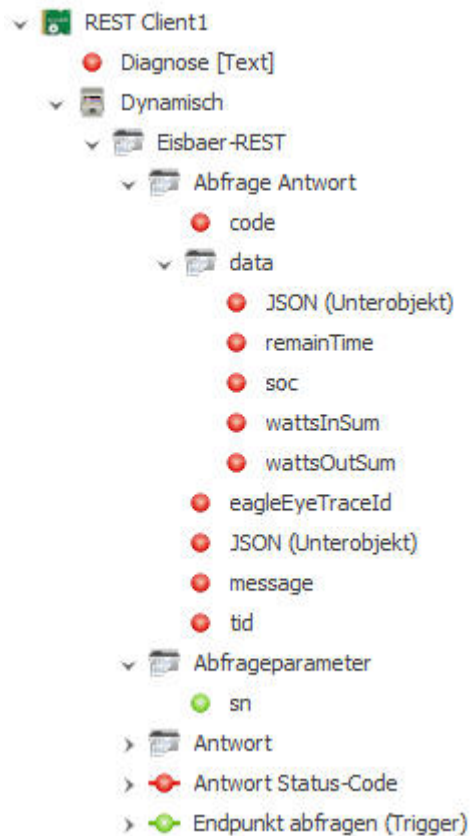 REST Client1
Diagnose [Text]
Dynamisch
Eisbaer-REST
Abfrage Antwort
code
data
JSON (Unterobjekt)
remainTime
soc
wattsInSum
wattsOutSum
eagleEyeTraceId
JSON (Unterobjekt)
message
tid
Abfrageparameter
sn
Antwort
Antwort Status-Code
Endpunkt abfragen (Trigger)